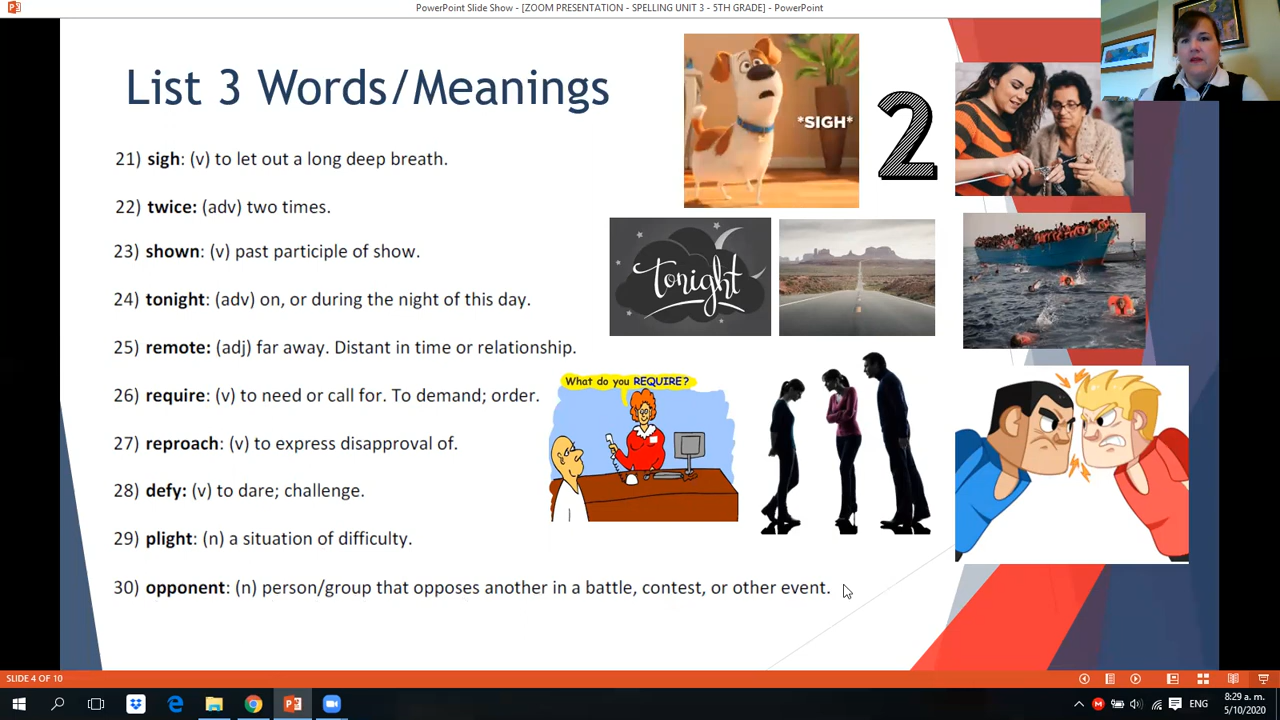 PowerPoint Slide Show - [ZOOM PRESENTATION - SPELLING UNIT 3 - 5TH GRADE] - PowerPoint
List 3 Words/Meanings
*SIGH*
2
21) sigh: (v) to let out a long deep breath.
22) twice: (adv) two times.
23) shown: (v) past participle of show.
24) tonight: (adv) on, or during the night of this day.
tonight
25) remote: (adj) far away. Distant in time or relationship.
26) require: (v) to need or call for. To demand; order.
What do you REQUIRE?
27) reproach: (v) to express disapproval of.
28) defy: (v) to dare; challenge.
29) plight: (n) a situation of difficulty.
30) opponent: (n) person/group that opposes another in a battle, contest, or other event.
SLIDE 4 OF 10
ENG
8:29 a. m.
5/10/2020